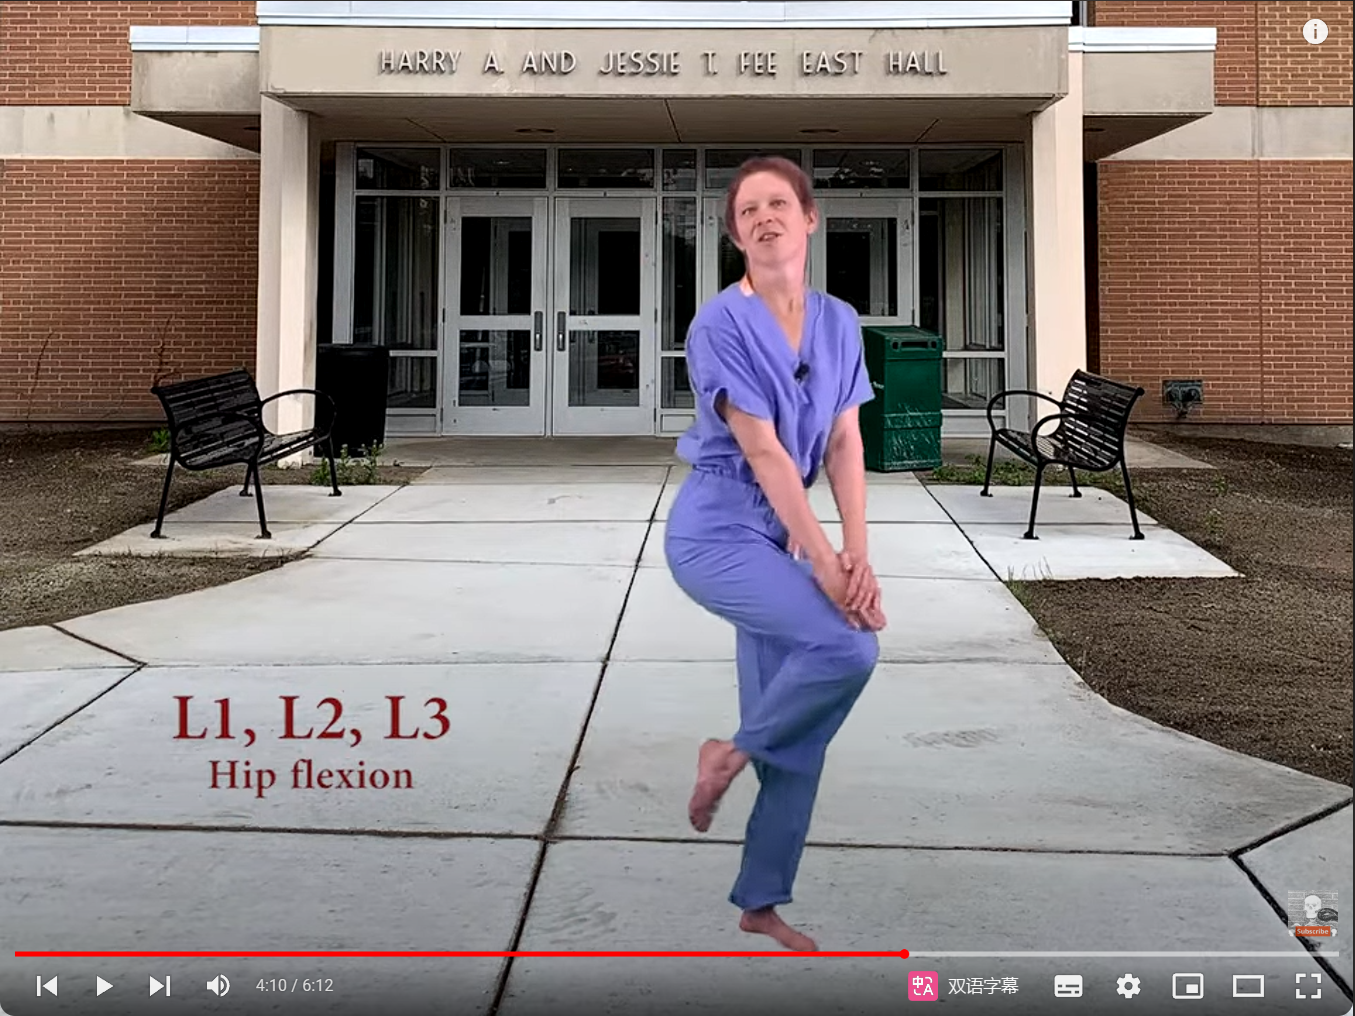 HARRY A. AND JESSIE T. FEE EAST HALL
L1, L2, L3
Hip flexion
Subscribe
4:10 / 6:12
双语字幕